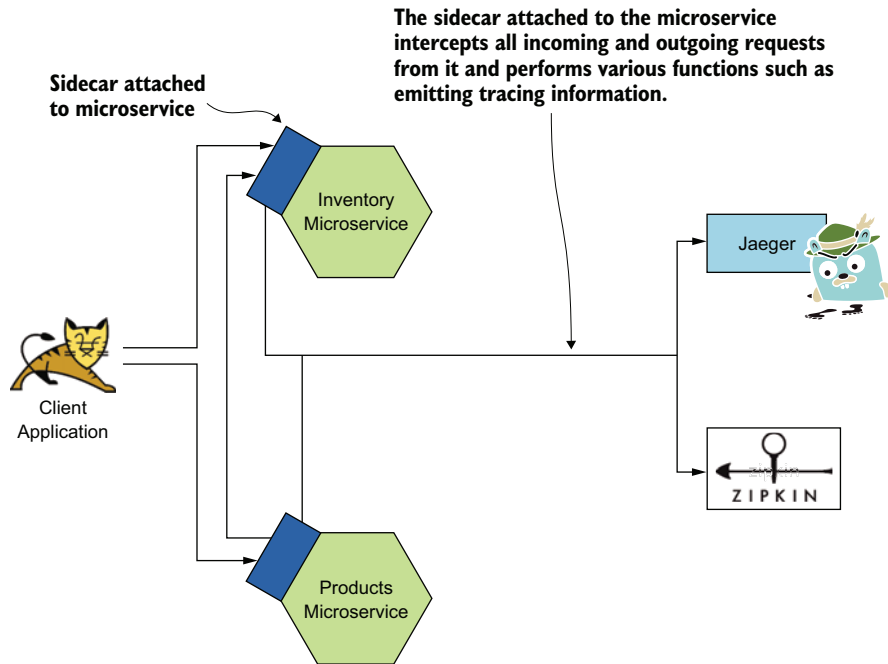 The sidecar attached to the microservice
intercepts all incoming and outgoing requests
from it and performs various functions such as
emitting tracing information.
Sidecar attached
to microservice
Inventory
Microservice
Jaeger
Client
Application
zipkin
ZIPKIN
Products
Microservice